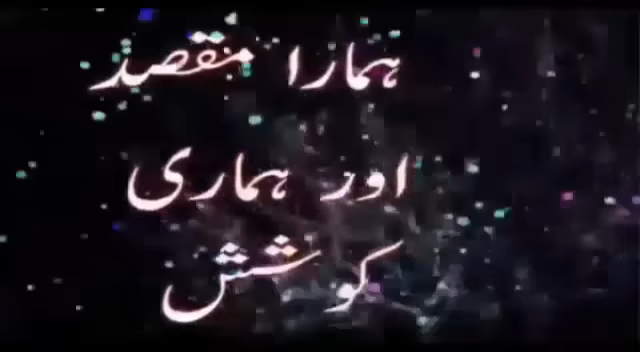 ہمارا مقصد
اور ہماری
کوشش